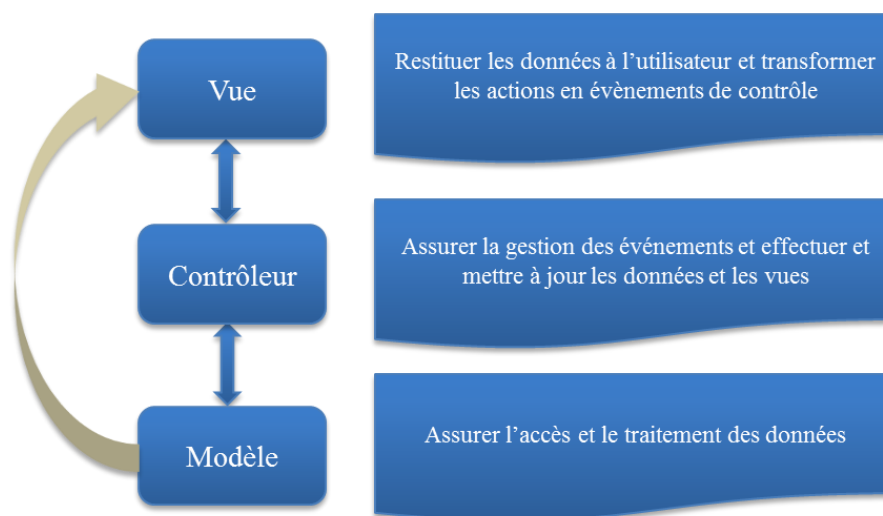 Vue
Restituer les données à l’utilisateur et transformer
les actions en évènements de contrôle
Contrôleur
Assurer la gestion des événements et effectuer et
mettre à jour les données et les vues
Modèle
Assurer l’accès et le traitement des données